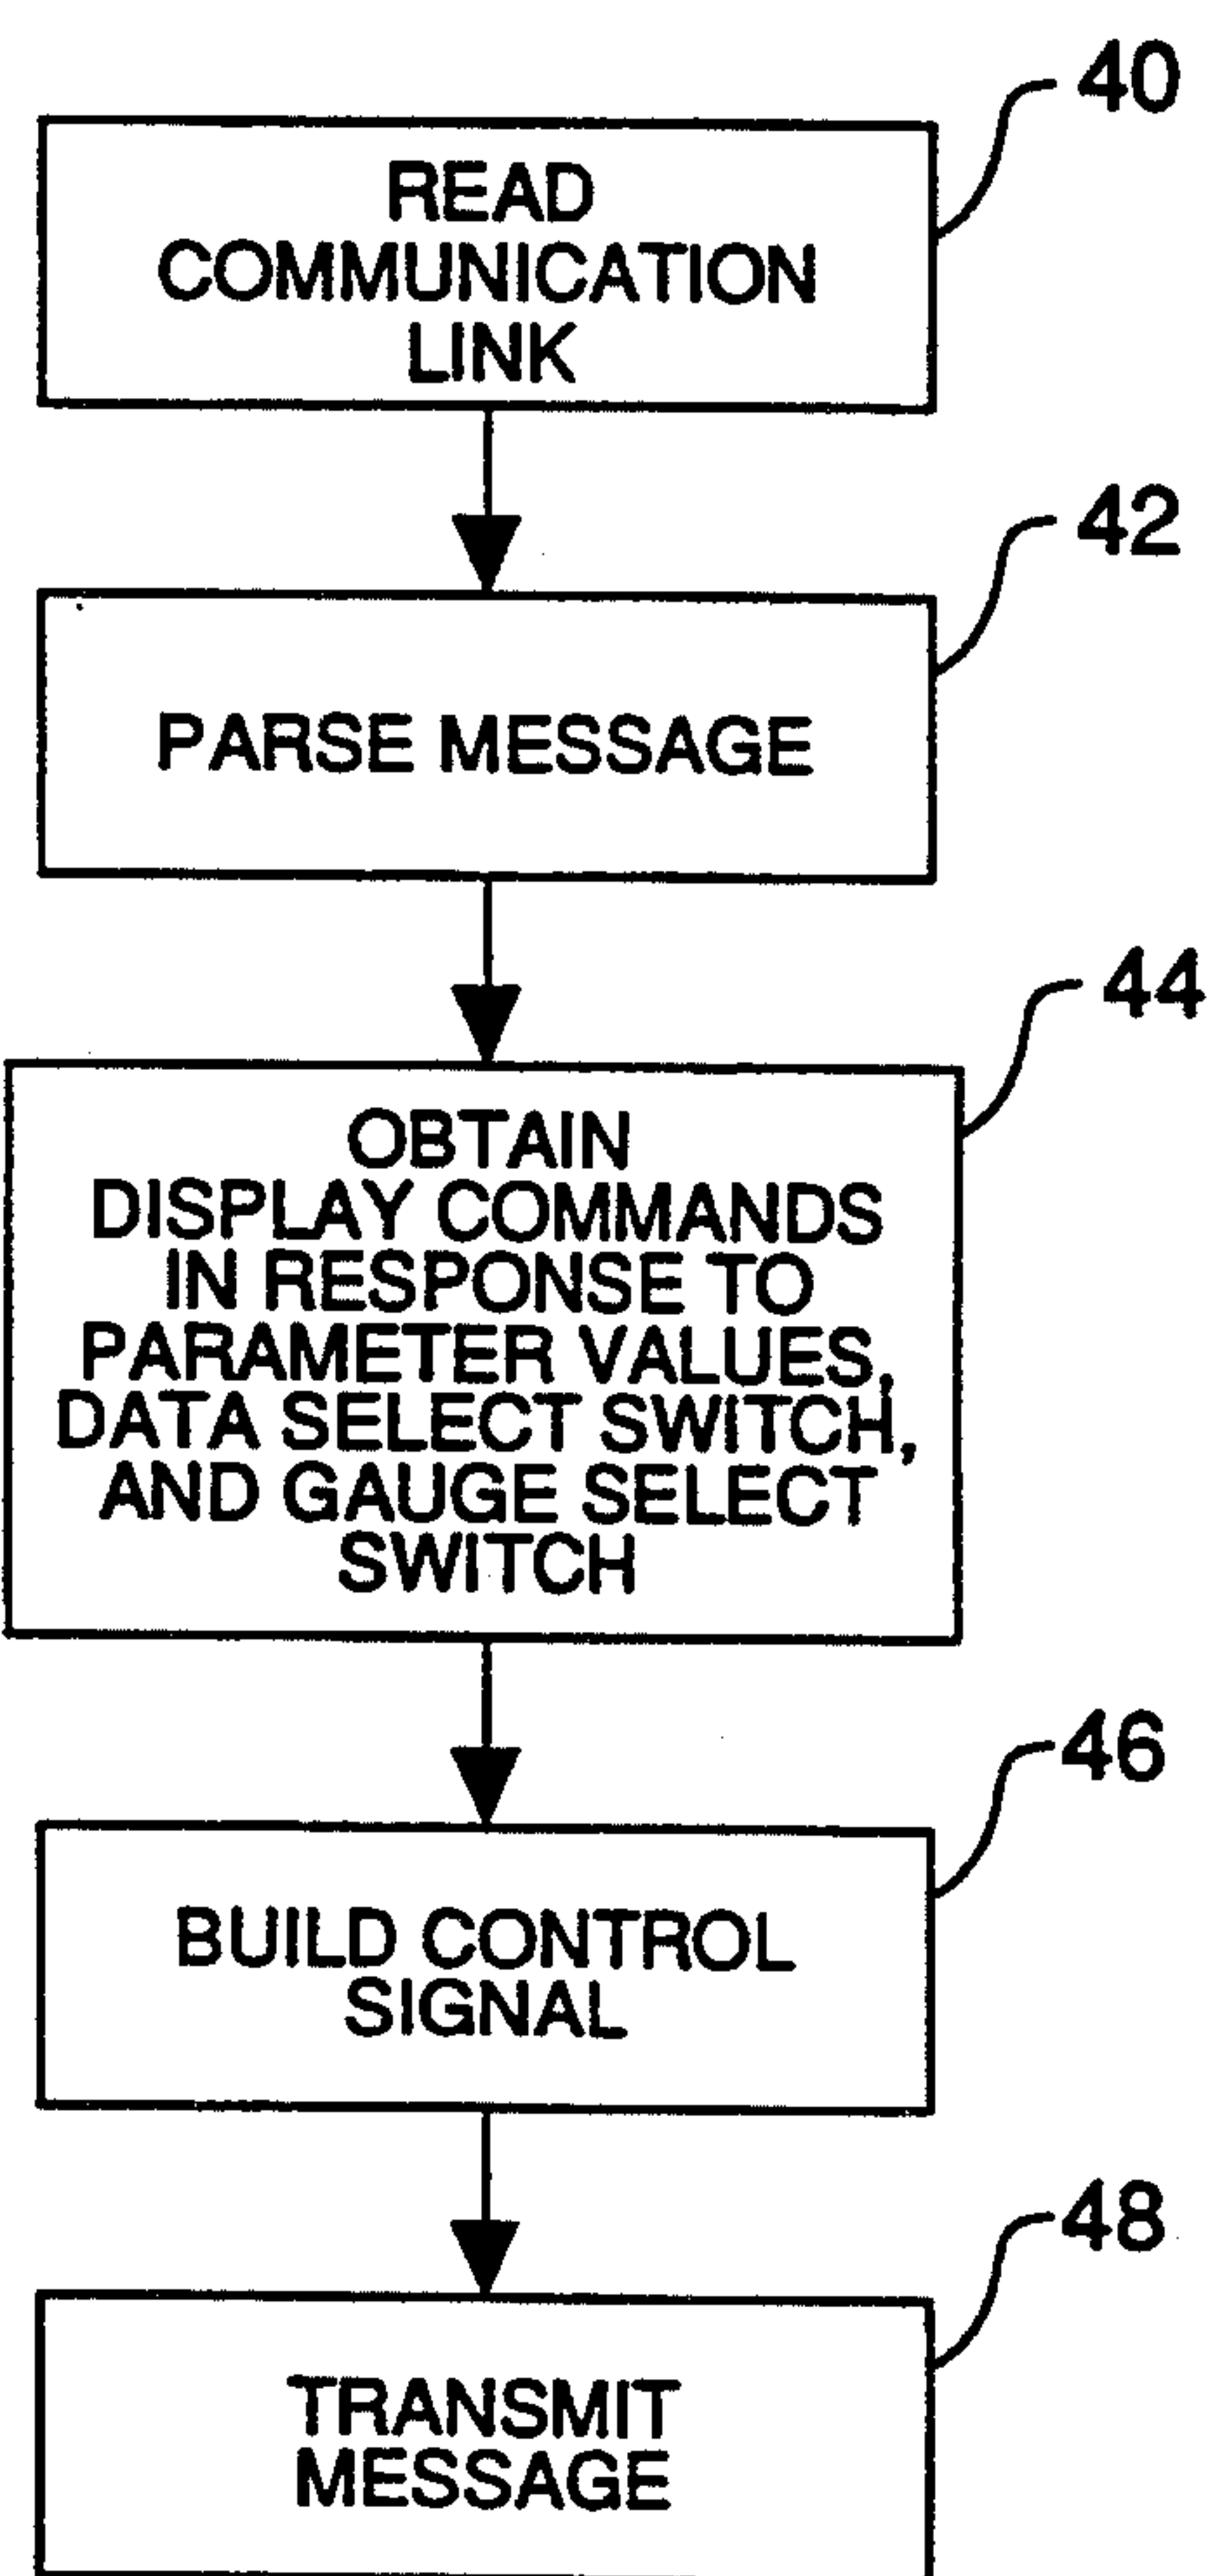 40
READ
COMMUNICATION
LINK
42
PARSE MESSAGE
44
OBTAIN
DISPLAY COMMANDS
IN RESPONSE TO
PARAMETER VALUES,
DATA SELECT SWITCH,
AND GAUGE SELECT
SWITCH
46
BUILD CONTROL
SIGNAL
48
TRANSMIT
MESSAGE